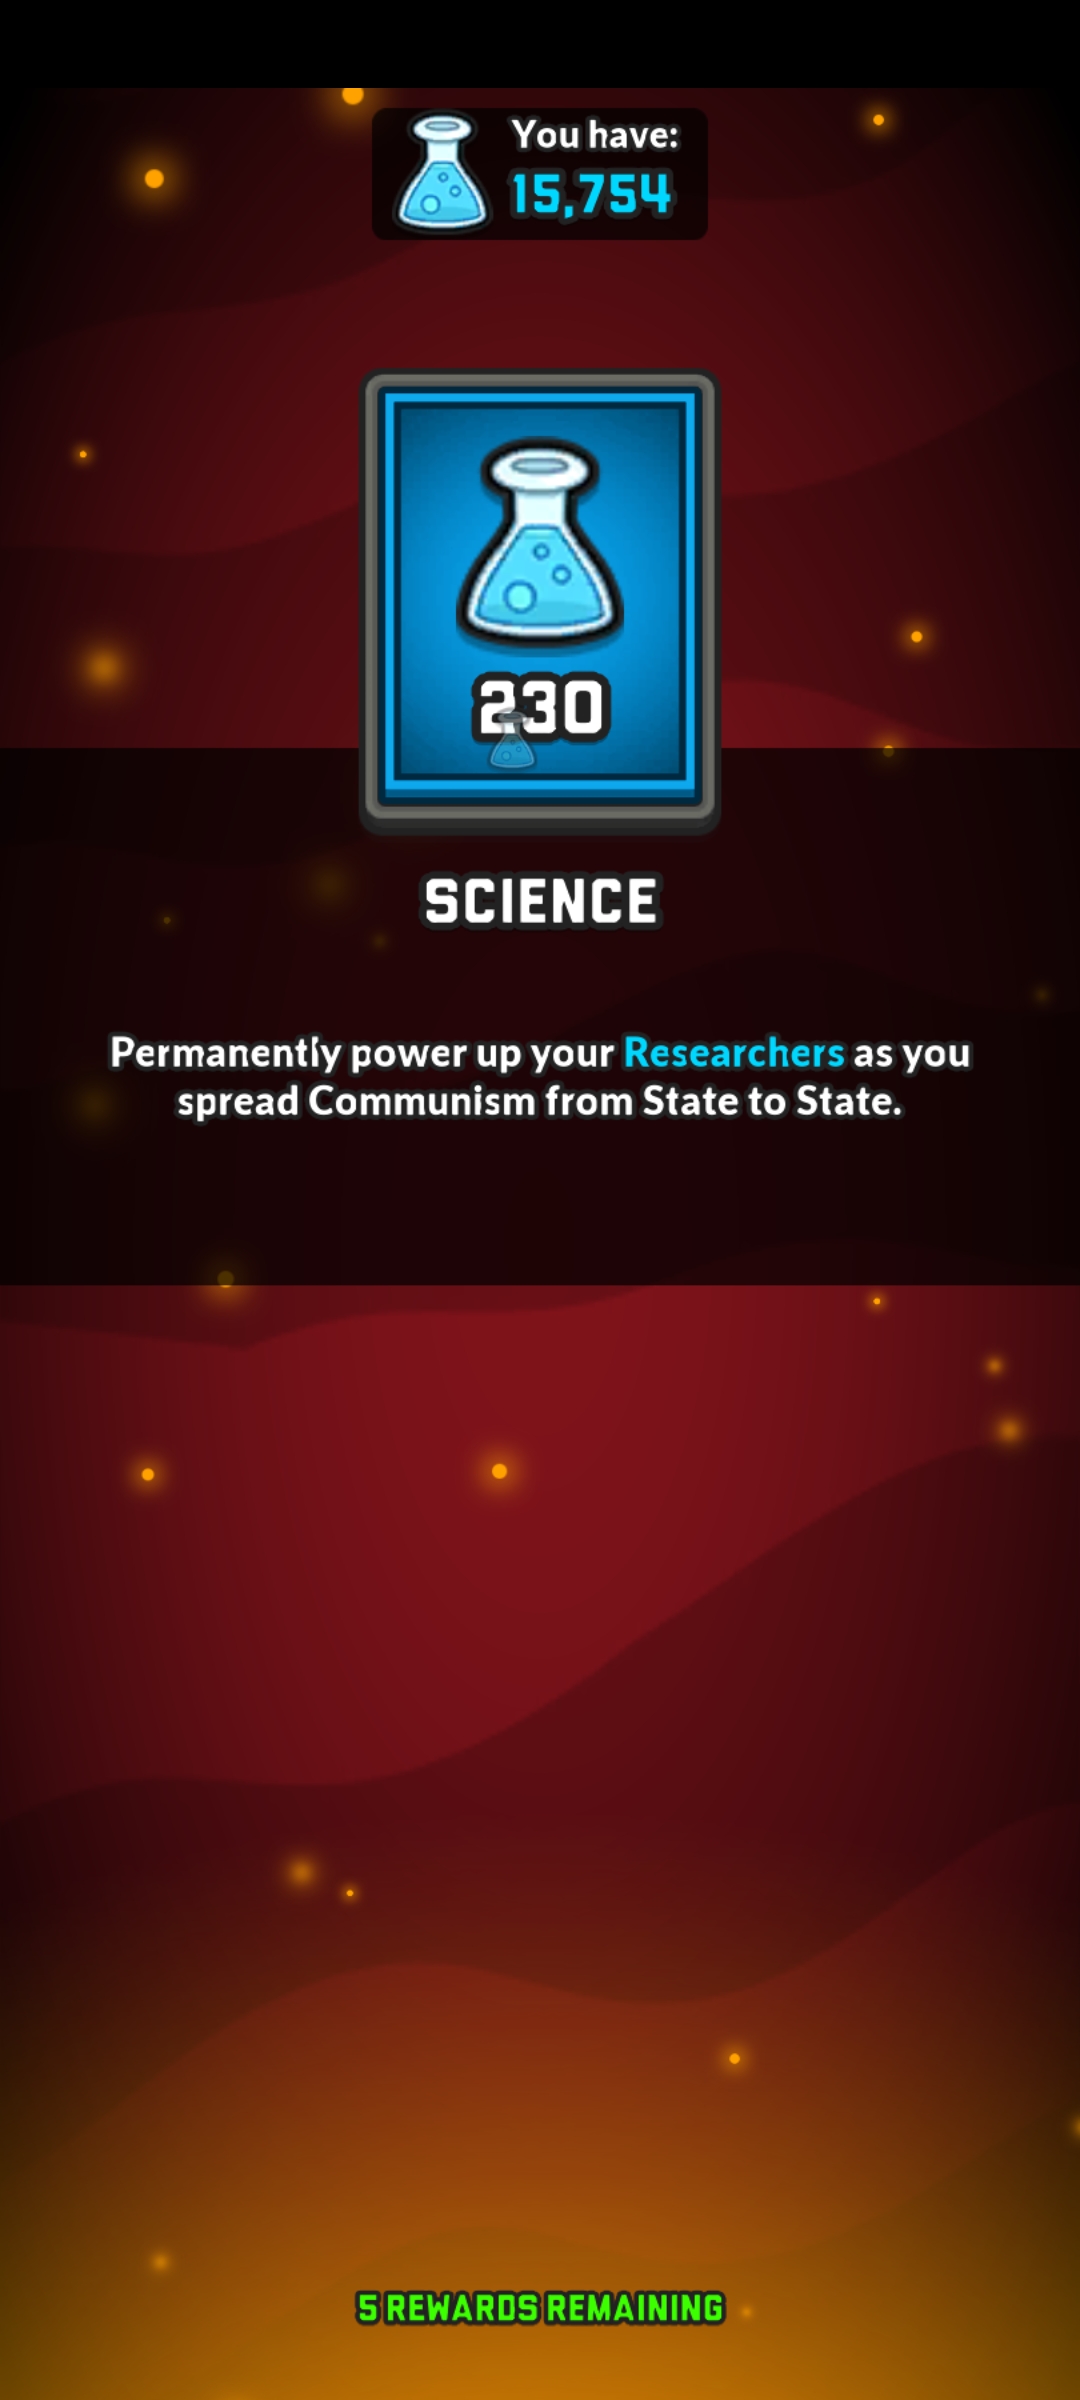 You have:
15,754
230
SCIENCE
Permanently power up your Researchers as you
spread Communism from State to State.
5 REWARDS REMAINING